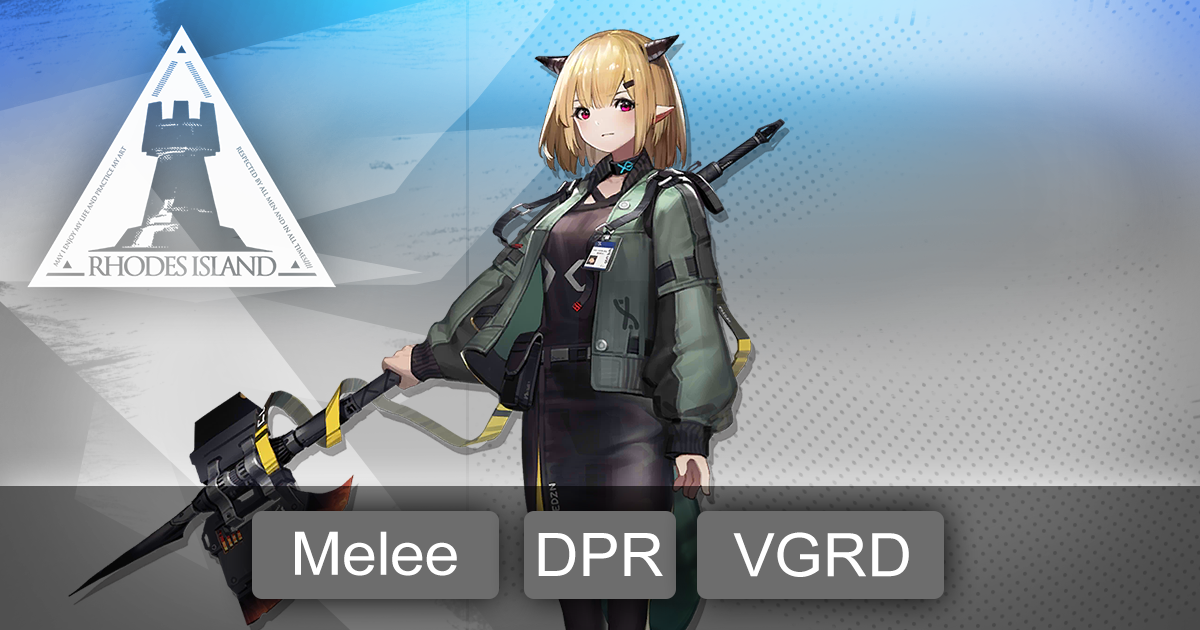 MAY I ENJOY MY LIFE AND PRACTICE MY ART
RESPECTED BY ALL MEN AND IN ALL TIMES!!!
RHODES ISLAND
Melee
DPR
VGRD